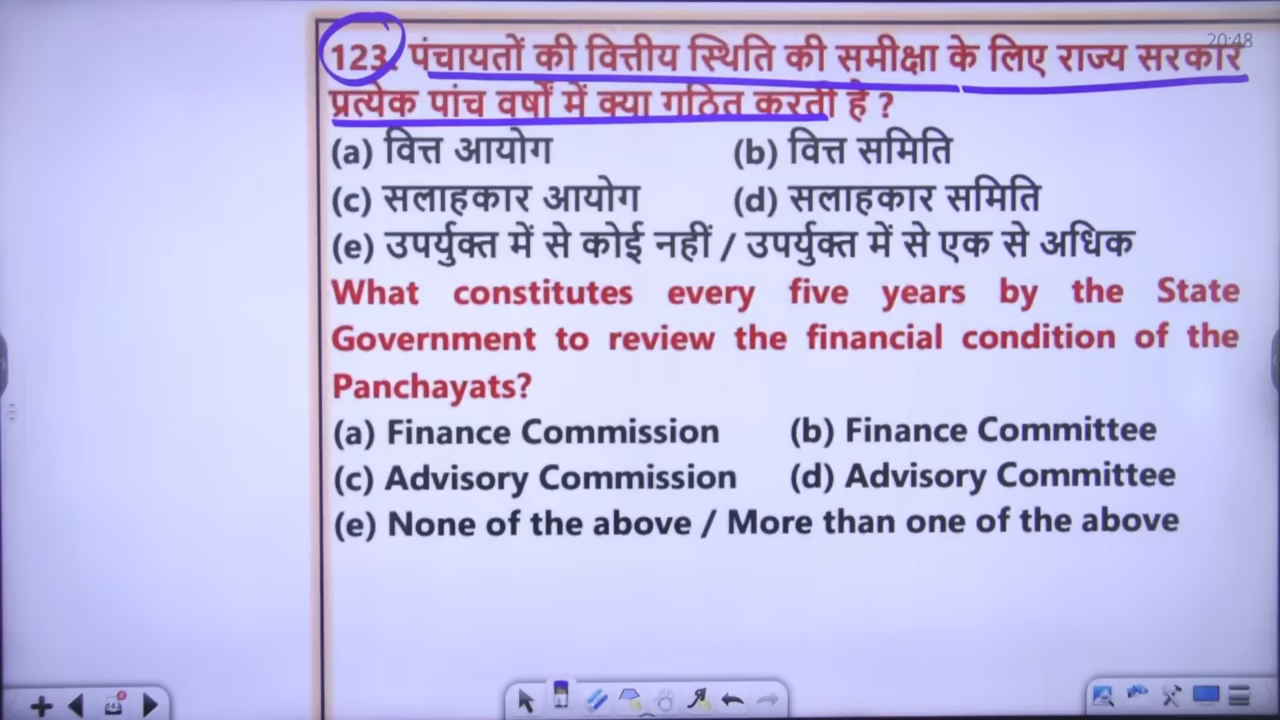 20:48
123. पंचायतों की वित्तीय स्थिति की समीक्षा के लिए राज्य सरकार
प्रत्येक पांच वर्षों में क्या गठित करती है ?
(a) वित्त आयोग (b) वित्त समिति
(c) सलाहकार आयोग (d) सलाहकार समिति
(e) उपर्युक्त में से कोई नहीं / उपर्युक्त में से एक से अधिक
What constitutes every five years by the State
Government to review the financial condition of the
Panchayats?
(a) Finance Commission (b) Finance Committee
(c) Advisory Commission (d) Advisory Committee
(e) None of the above / More than one of the above